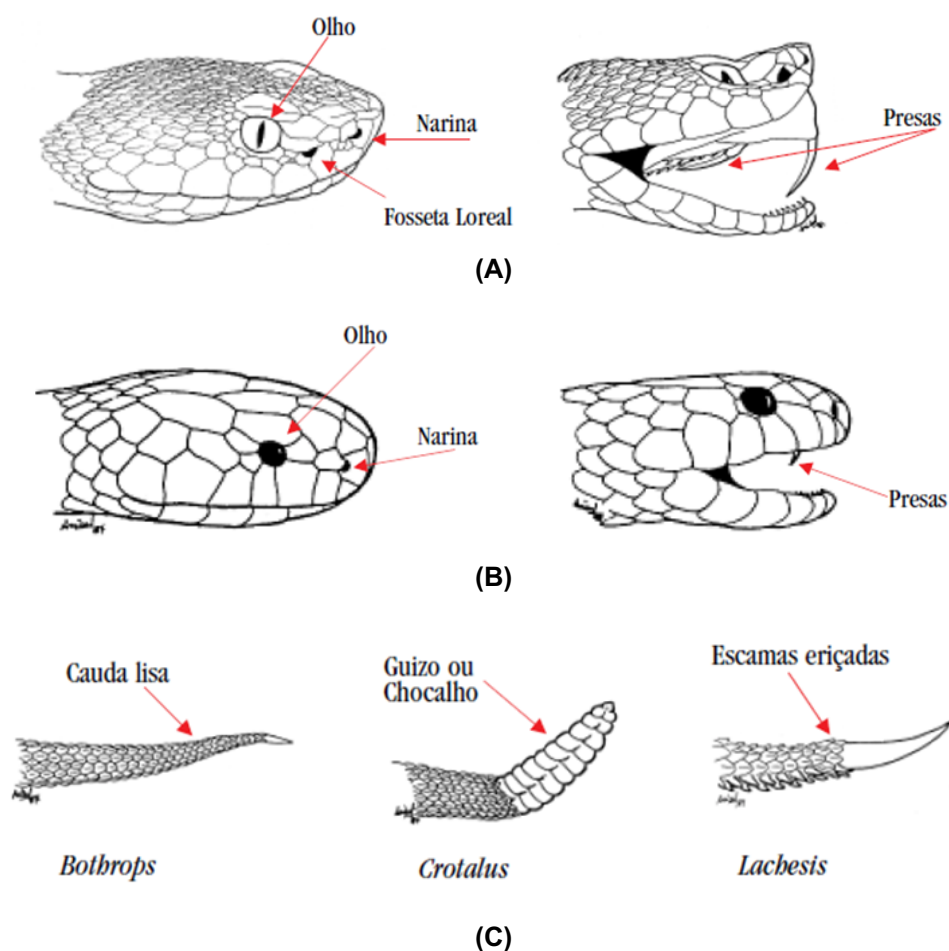 Olho
Narina
Fosseta Loreal
Presas
(A)
Olho
Narina
Presas
(B)
Cauda lisa
Guizo ou
Chocalho
Escamas eriçadas
Bothrops
Crotalus
Lachesis
(C)